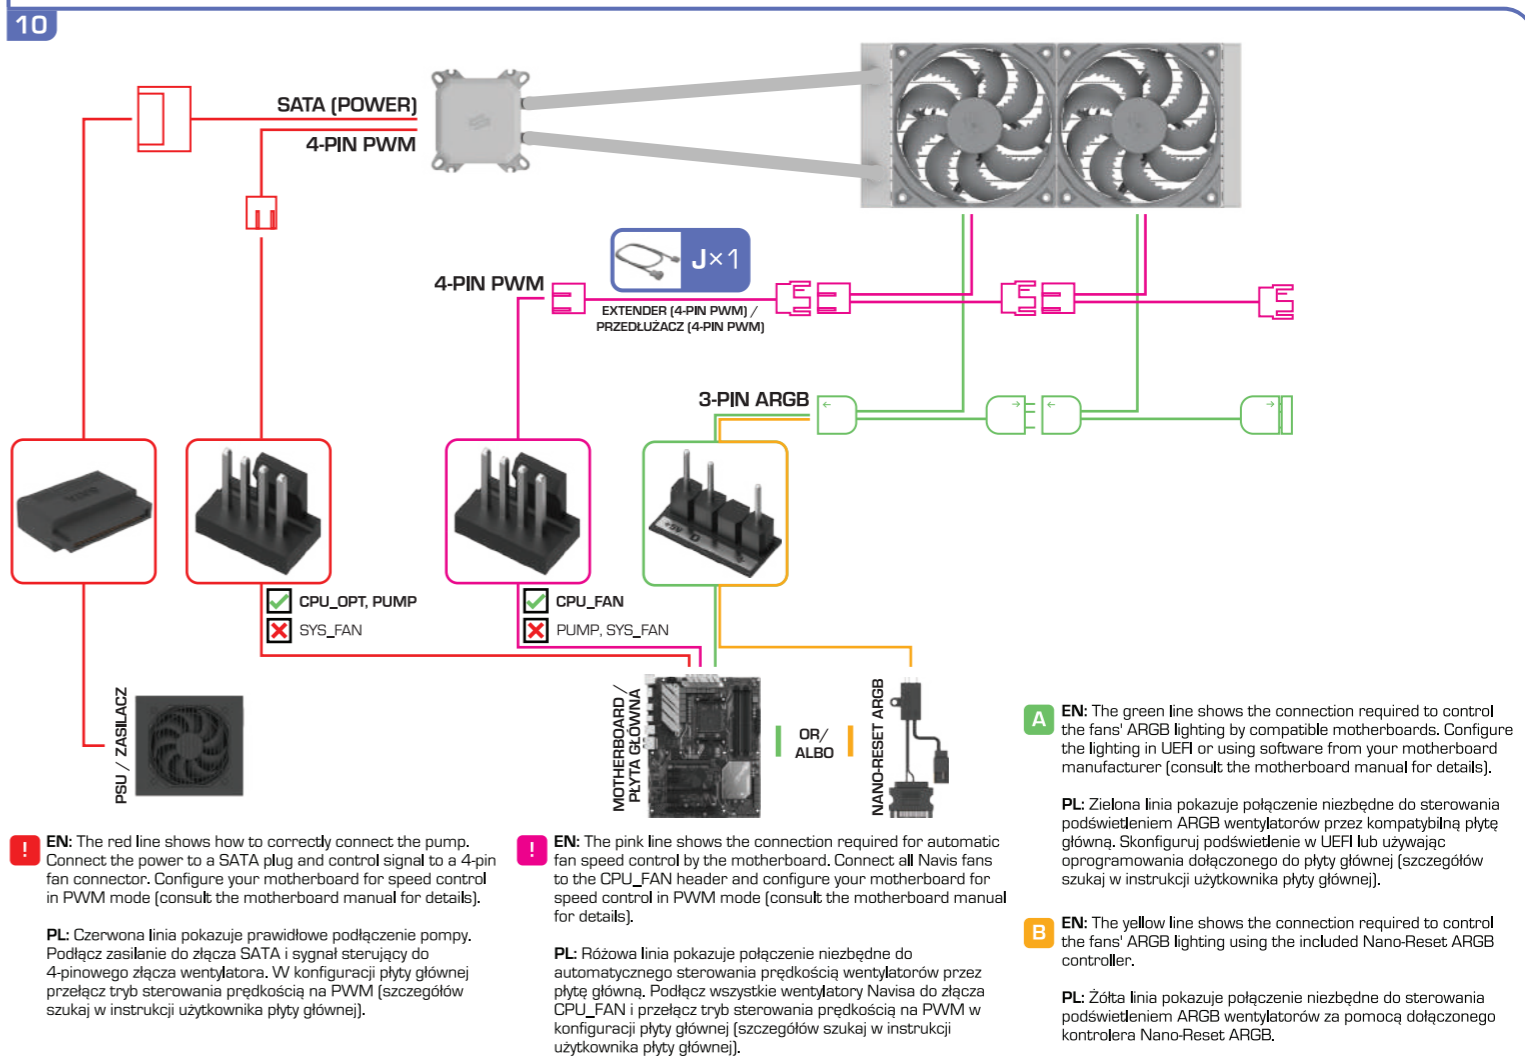 10
SATA (POWER)
4-PIN PWM
J×1
4-PIN PWM
EXTENDER (4-PIN PWM) /
PRZEDŁUŻACZ (4-PIN PWM)
3-PIN ARGB
+5V D
CPU_OPT, PUMP
SYS_FAN
CPU_FAN
PUMP, SYS_FAN
PSU / ZASILACZ
MOTHERBOARD /
PŁYTA GŁÓWNA
OR/
ALBO
NANO-RESET ARGB
! EN: The red line shows how to correctly connect the pump.
Connect the power to a SATA plug and control signal to a 4-pin
fan connector. Configure your motherboard for speed control
in PWM mode (consult the motherboard manual for details).
PL: Czerwona linia pokazuje prawidłowe podłączenie pompy.
Podłącz zasilanie do złącza SATA i sygnał sterujący do
4-pinowego złącza wentylatora. W konfiguracji płyty głównej
przełącz tryb sterowania prędkością na PWM (szczegółów
szukaj w instrukcji użytkownika płyty głównej).
! EN: The pink line shows the connection required for automatic
fan speed control by the motherboard. Connect all Navis fans
to the CPU_FAN header and configure your motherboard for
speed control in PWM mode (consult the motherboard manual
for details).
PL: Różowa linia pokazuje połączenie niezbędne do
automatycznego sterowania prędkością wentylatorów przez
płytę główną. Podłącz wszystkie wentylatory Navisa do złącza
CPU_FAN i przełącz tryb sterowania prędkością na PWM w
konfiguracji płyty głównej (szczegółów szukaj w instrukcji
użytkownika płyty głównej).
A EN: The green line shows the connection required to control
the fans' ARGB lighting by compatible motherboards. Configure
the lighting in UEFI or using software from your motherboard
manufacturer (consult the motherboard manual for details).
PL: Zielona linia pokazuje połączenie niezbędne do sterowania
podświetleniem ARGB wentylatorów przez kompatybilną płytę
główną. Skonfiguruj podświetlenie w UEFI lub używając
oprogramowania dołączonego do płyty głównej (szczegółów
szukaj w instrukcji użytkownika płyty głównej).
B EN: The yellow line shows the connection required to control
the fans' ARGB lighting using the included Nano-Reset ARGB
controller.
PL: Żółta linia pokazuje połączenie niezbędne do sterowania
podświetleniem ARGB wentylatorów za pomocą dołączonego
kontrolera Nano-Reset ARGB.